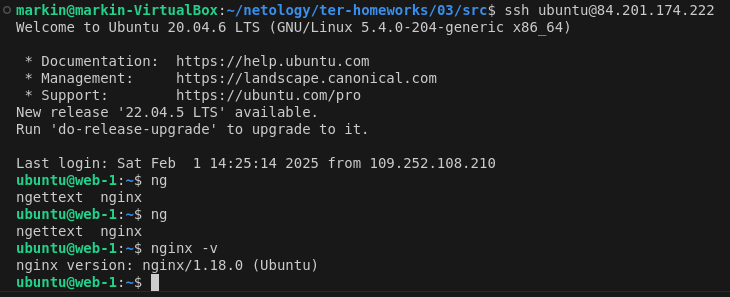 markin@markin-VirtualBox:~/netology/ter-homeworks/03/src$ ssh ubuntu@84.201.174.222
Welcome to Ubuntu 20.04.6 LTS (GNU/Linux 5.4.0-204-generic x86_64)

 * Documentation:  https://help.ubuntu.com
 * Management:     https://landscape.canonical.com
 * Support:        https://ubuntu.com/pro
New release '22.04.5 LTS' available.
Run 'do-release-upgrade' to upgrade to it.

Last login: Sat Feb  1 14:25:14 2025 from 109.252.108.210
ubuntu@web-1:~$ ng
ngettext  nginx
ubuntu@web-1:~$ ng
ngettext  nginx
ubuntu@web-1:~$ nginx -v
nginx version: nginx/1.18.0 (Ubuntu)
ubuntu@web-1:~$